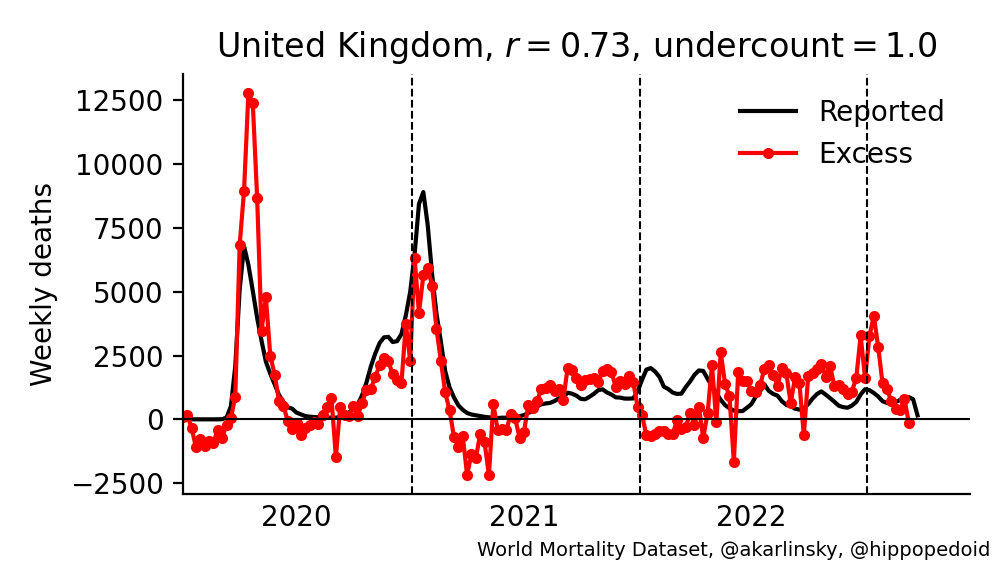 United Kingdom, r = 0.73, undercount = 1.0
Reported
Excess
Weekly deaths
12500
10000
7500
5000
2500
0
−2500
2020 2021 2022
World Mortality Dataset, @akarlinsky, @hippopedoid